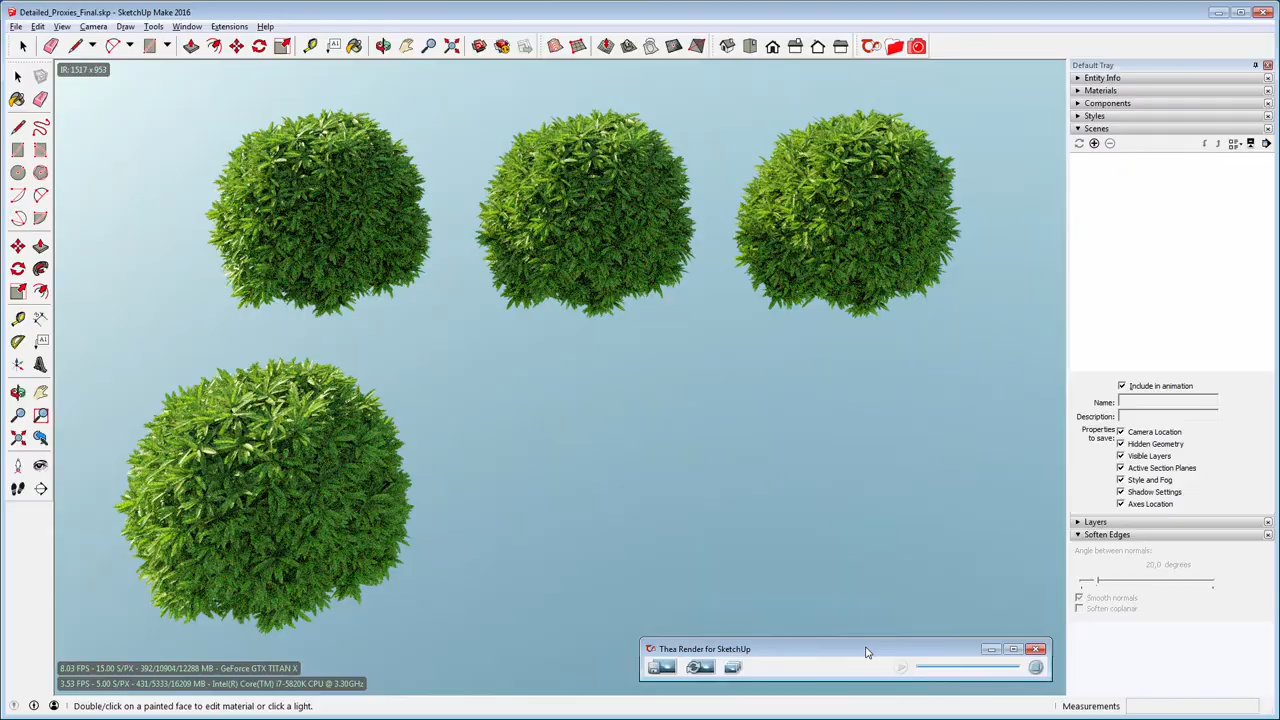 Detailed_Proxies_Final.skp - SketchUp Make 2016
File Edit View Camera Draw Tools Window Extensions Help
IR: 1517 x 953
Default Tray
Entity Info
Materials
Components
Styles
Scenes
Include in animation
Name:
Description:
Properties to save:
Camera Location
Hidden Geometry
Visible Layers
Active Section Planes
Style and Fog
Shadow Settings
Axes Location
Layers
Soften Edges
Angle between normals:
20,0 degrees
Smooth normals
Soften coplanar
Thea Render for SketchUp
8.03 FPS - 15.00 S/PX - 392/10904/12288 MB - GeForce GTX TITAN X
3.53 FPS - 5.00 S/PX - 431/5333/16209 MB - Intel(R) Core(TM) i7-5820K CPU @ 3.30GHz
Double/click on a painted face to edit material or click a light.
Measurements